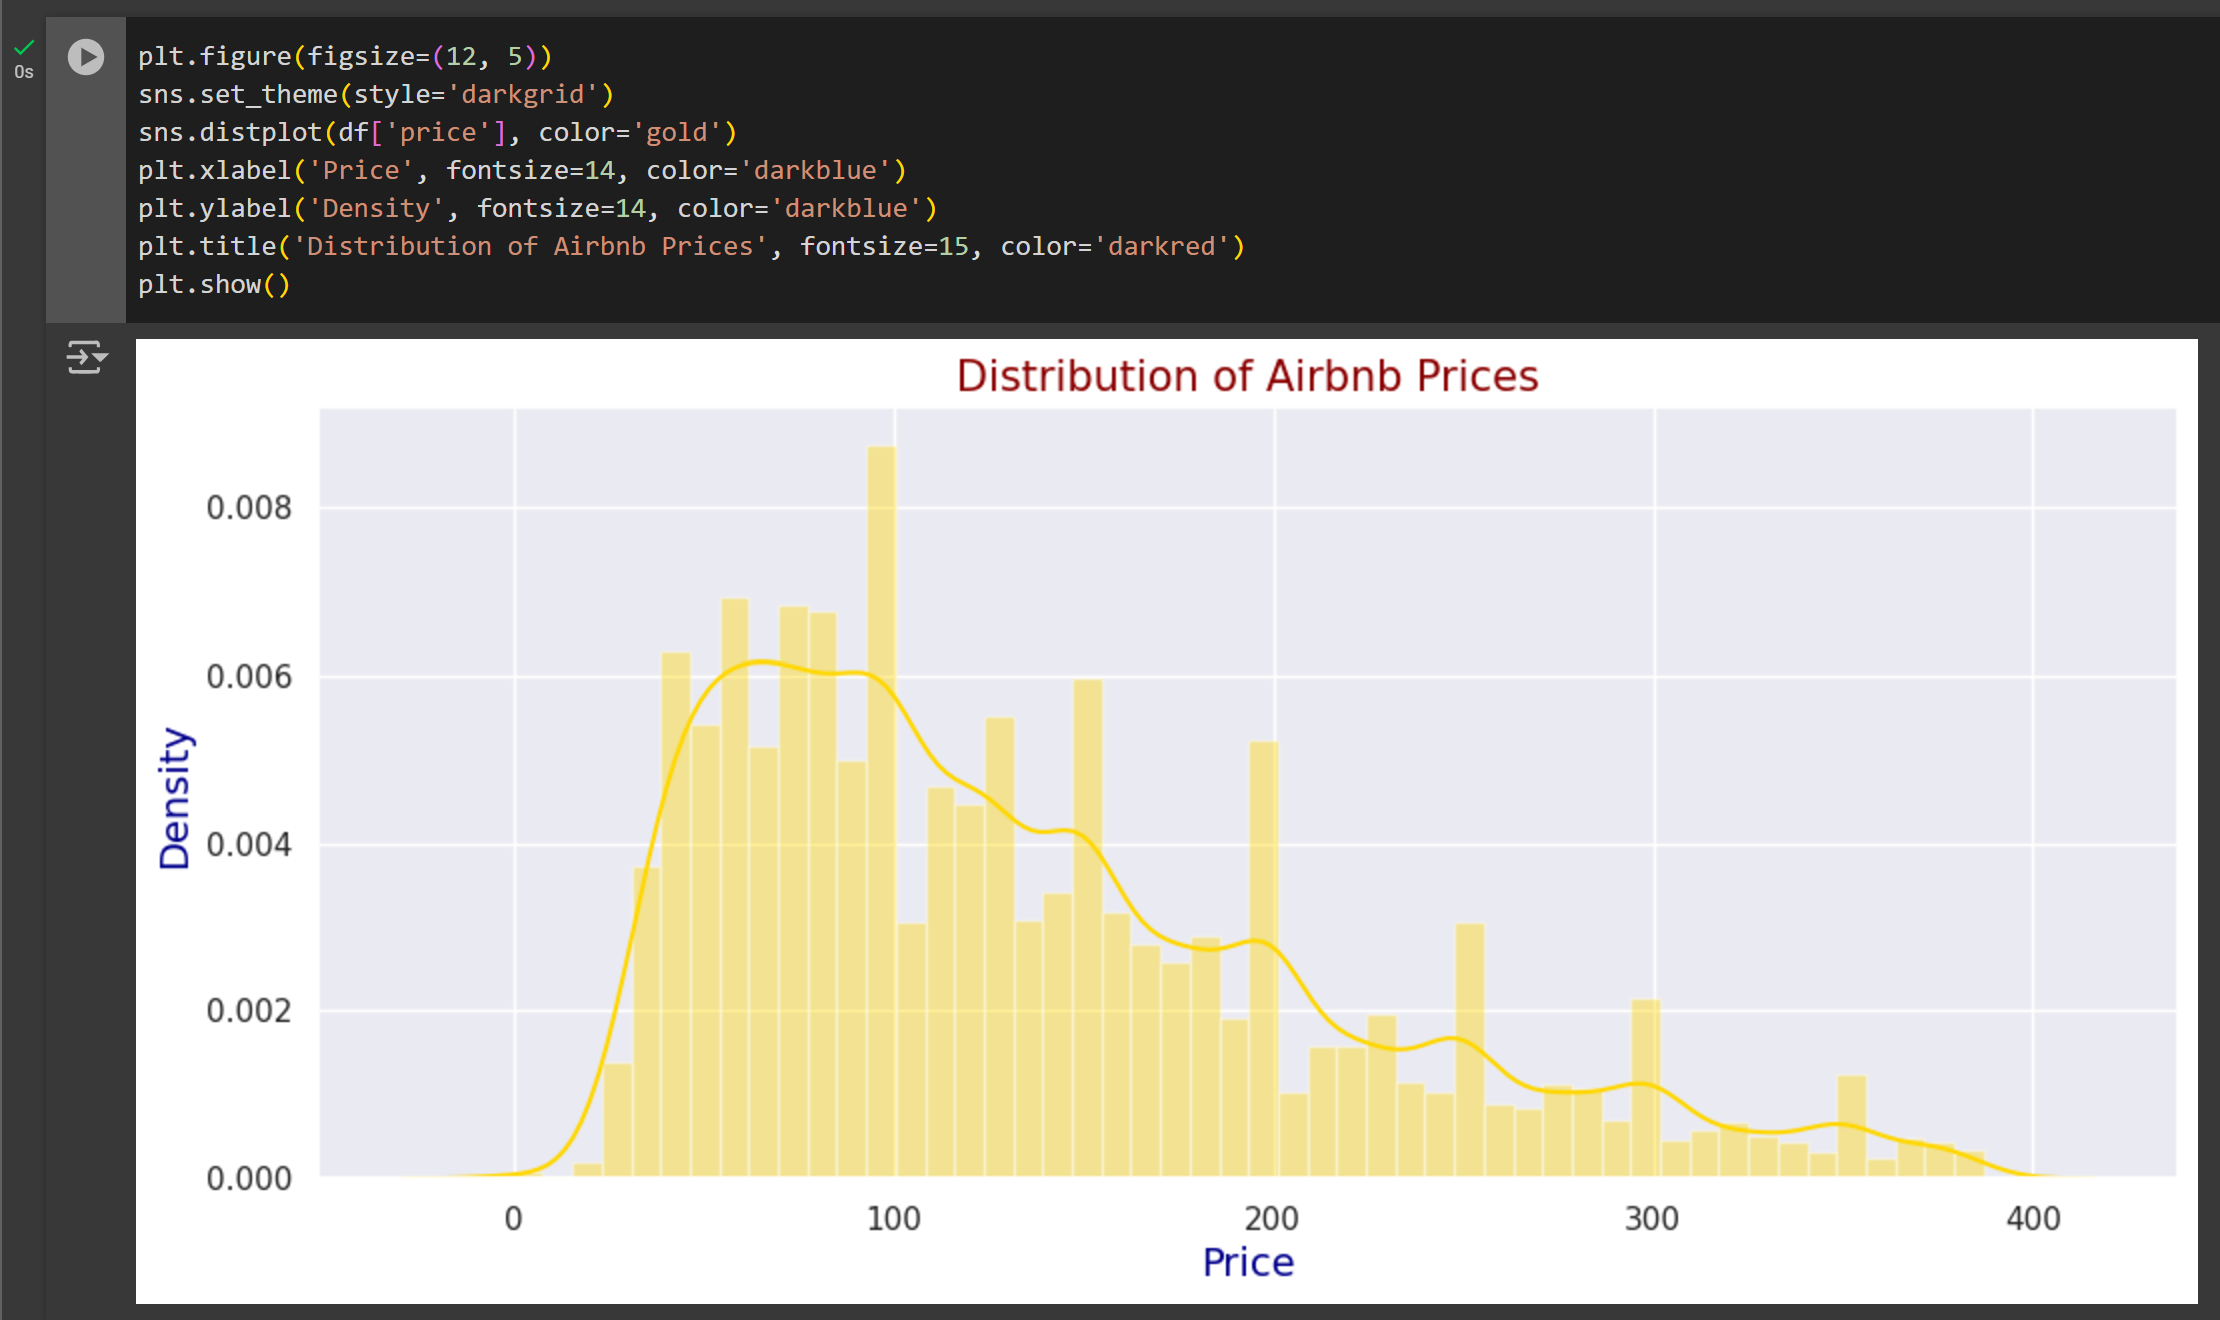 plt.figure(figsize=(12, 5))
0s
sns.set_theme(style='darkgrid')
sns.distplot(df['price'], color='gold')
plt.xlabel('Price', fontsize=14, color='darkblue')
plt.ylabel('Density', fontsize=14, color='darkblue')
plt.title('Distribution of Airbnb Prices', fontsize=15, color='darkred')
plt.show()
Distribution of Airbnb Prices
0.008
0.006
0.004
0.002
0.000
Density
0 100 200 300 400
Price